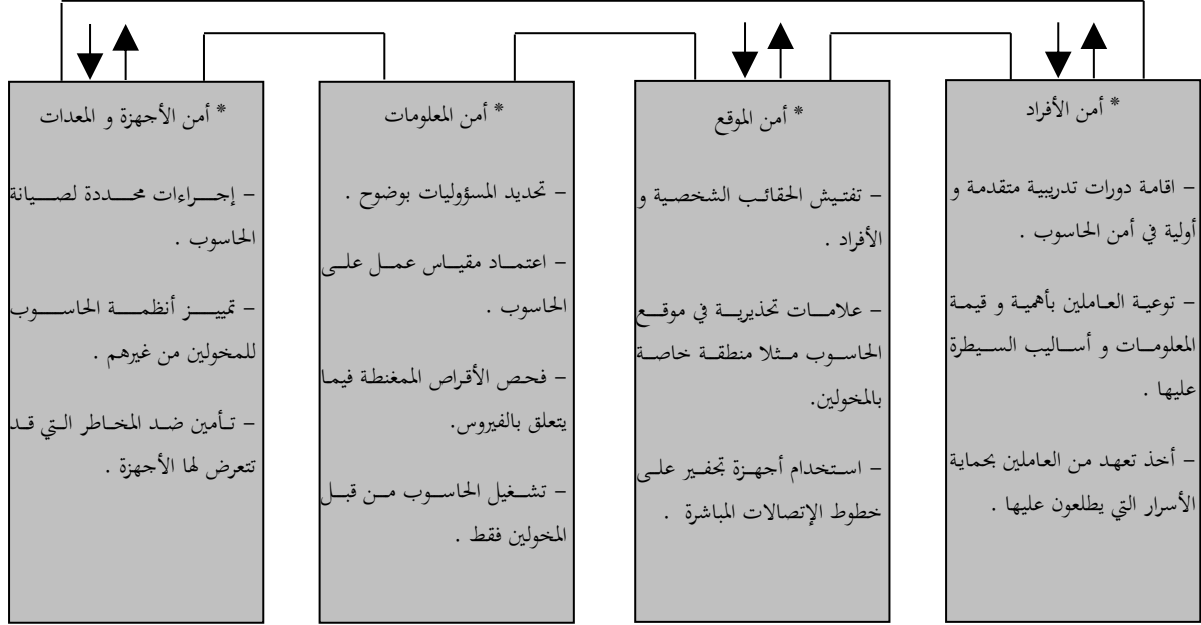 * أمن الأفراد
– اقامة دورات تدريبية متقدمة و
أولية في أمن الحاسوب .
– توعية العاملين بأهمية و قيمة
المعلومات و أساليب السيطرة
عليها .
– أخذ تعهد من العاملين بحماية
الأسرار التي يطلعون عليها .
* أمن الموقع
– تفتيش الحقائب الشخصية و
الأفراد .
– علامات تحذيرية في موقع
الحاسوب مثلا منطقة خاصة
بالمخولين.
– استخدام أجهزة تجفير على
خطوط الإتصالات المباشرة .
* أمن المعلومات
– تحديد المسؤوليات بوضوح .
– اعتماد مقياس عمل على
الحاسوب .
– فحص الأقراص الممغنطة فيما
يتعلق بالفيروس.
– تشغيل الحاسوب من قبل
المخولين فقط .
* أمن الأجهزة و المعدات
– إجراءات محددة لصيانة
الحاسوب .
– تمييز أنظمة الحاسوب
للمخولين من غيرهم .
– تأمين ضد المخاطر التي قد
تتعرض لها الأجهزة .